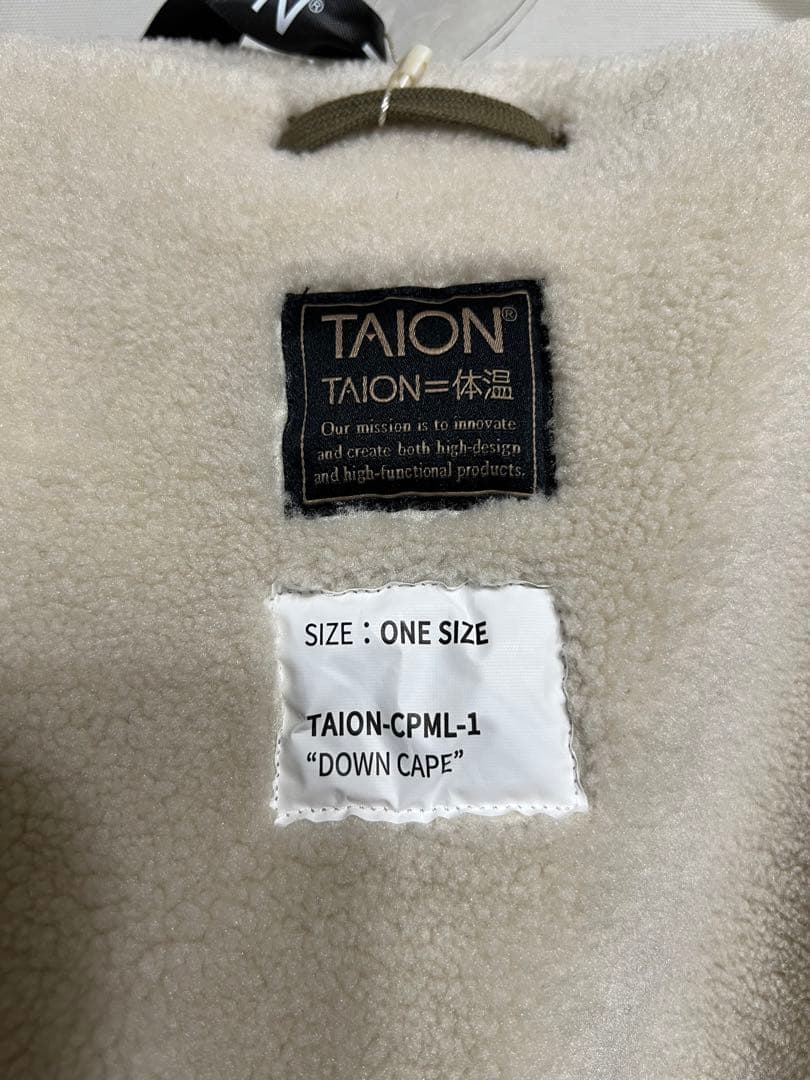 N®
TAION®
TAION=体温
Our mission is to innovate
and create both high-design
and high-functional products.
SIZE：ONE SIZE
TAION-CPML-1
“DOWN CAPE”